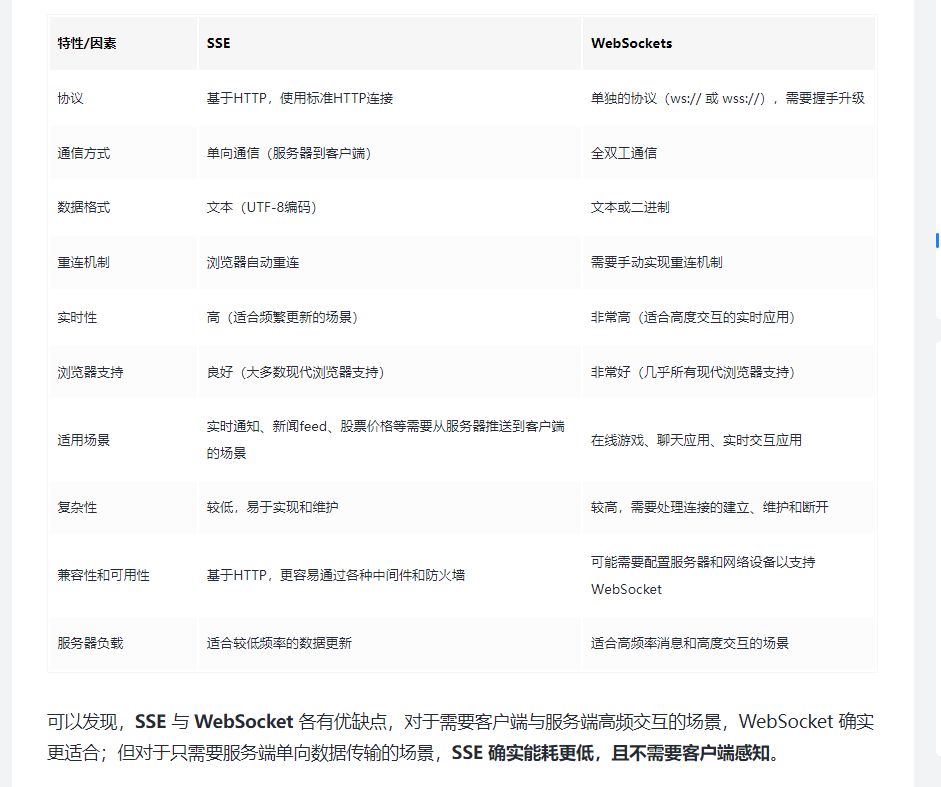 特性/因素 SSE WebSockets
协议 基于HTTP，使用标准HTTP连接 单独的协议（ws:// 或 wss://），需要握手升级
通信方式 单向通信（服务器到客户端） 全双工通信
数据格式 文本（UTF-8编码） 文本或二进制
重连机制 浏览器自动重连 需要手动实现重连机制
实时性 高（适合频繁更新的场景） 非常高（适合高度交互的实时应用）
浏览器支持 良好（大多数现代浏览器支持） 非常好（几乎所有现代浏览器支持）
适用场景 实时通知、新闻feed、股票价格等需要从服务器推送到客户端
的场景 在线游戏、聊天应用、实时交互应用
复杂性 较低，易于实现和维护 较高，需要处理连接的建立、维护和断开
兼容性和可用性 基于HTTP，更容易通过各种中间件和防火墙 可能需要配置服务器和网络设备以支持
WebSocket
服务器负载 适合较低频率的数据更新 适合高频率消息和高度交互的场景
可以发现，SSE 与 WebSocket 各有优缺点，对于需要客户端与服务端高频交互的场景，WebSocket 确实
更适合；但对于只需要服务端单向数据传输的场景，SSE 确实能耗更低，且不需要客户端感知。